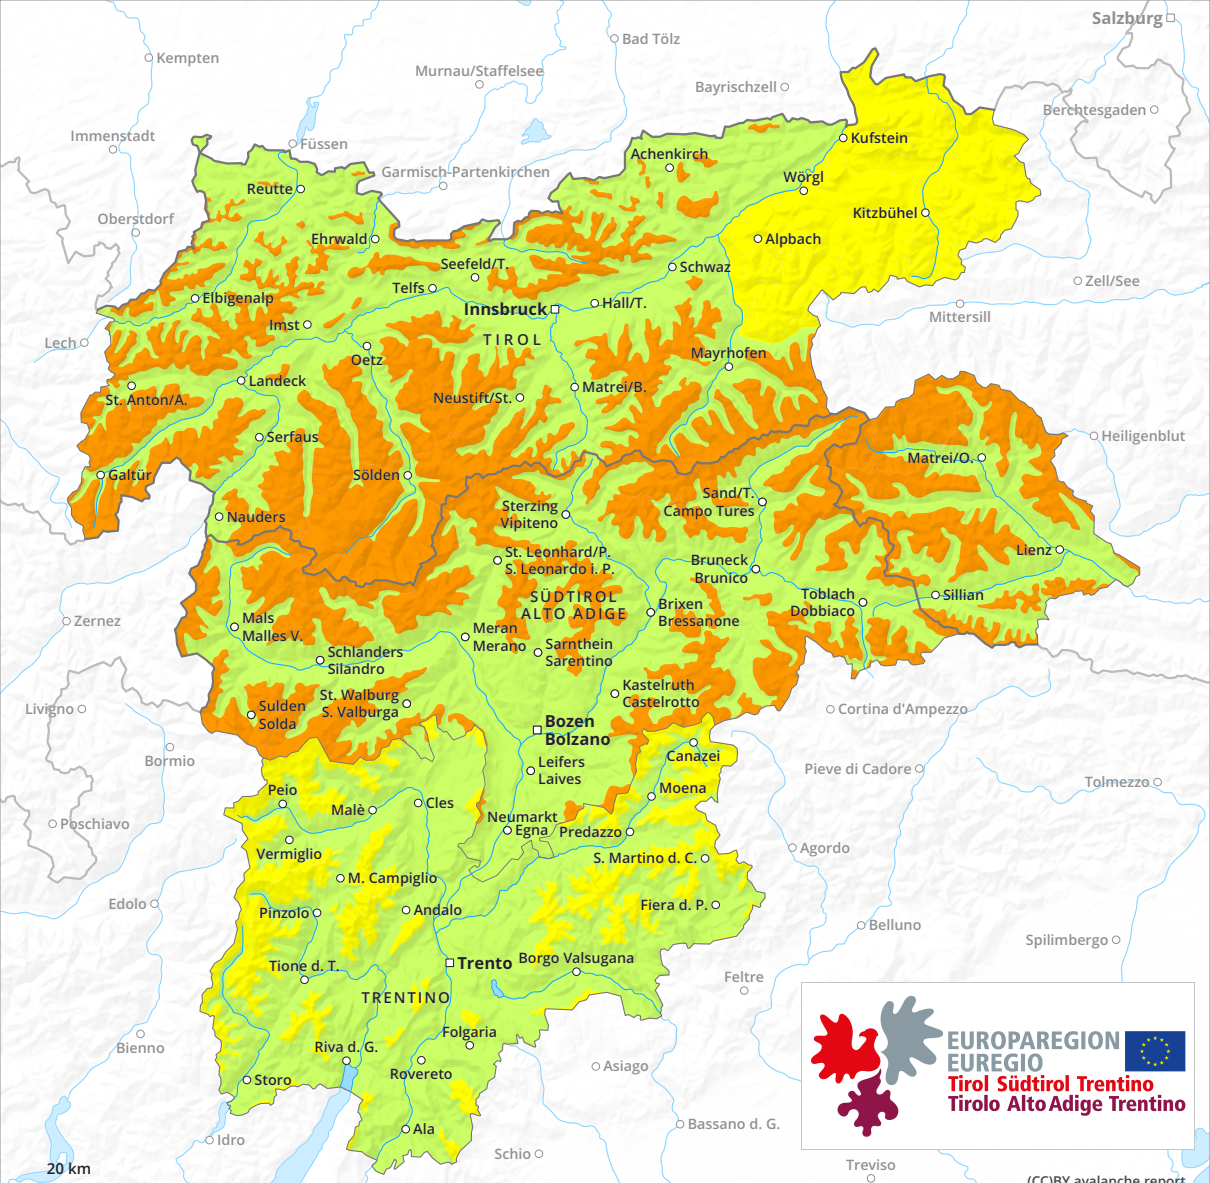 Salzburg
Bad Tölz
Kempten
Murnau/Staffelsee
Bayrischzell
Berchtesgaden
Immenstadt
Kufstein
Füssen
Achenkirch
Garmisch-Partenkirchen
Wörgl
Reutte
Oberstdorf
Kitzbühel
Ehrwald
Alpbach
Seefeld/T.
Schwaz
Zell/See
Telfs
Elbigenalp
Hall/T.
Innsbruck
Mittersill
Imst
TIROL
Lech
Mayrhofen
Oetz
Landeck
Matrei/B.
St. Anton/A.
Neustift/St.
Serfaus
Heiligenblut
Matrei/O.
Galtür
Sölden
Sand/T.
Campo Tures
Sterzing
Vipiteno
Nauders
Lienz
St. Leonhard/P.
S. Leonardo i. P.
Bruneck
Brunico
SÜDTIROL
ALTO ADIGE
Toblach
Dobbiaco
Sillian
Brixen
Bressanone
Zernez
Mals
Malles V.
Meran
Merano
Sarnthein
Sarentino
Schlanders
Silandro
Kastelruth
Castelrotto
St. Walburg
S. Valburga
Livigno
Sulden
Solda
Cortina d'Ampezzo
Bozen
Bolzano
Canazei
Bormio
Leifers
Laives
Pieve di Cadore
Tolmezzo
Peio
Moena
Malè
Cles
Neumarkt
Egna
Predazzo
Poschiavo
Vermiglio
Agordo
S. Martino d. C.
M. Campiglio
Edolo
Pinzolo
Andalo
Fiera d. P.
Belluno
Spilimbergo
Trento
Borgo Valsugana
Tione d. T.
Feltre
TRENTINO
Folgaria
Bienno
Riva d. G.
Rovereto
Asiago
Storo
EUROPAREGION
EUREGIO
Tirol Südtirol Trentino
Tirolo Alto Adige Trentino
Ala
Bassano d. G.
Idro
Schio
20 km
Treviso
(CC)BY avalanche.report